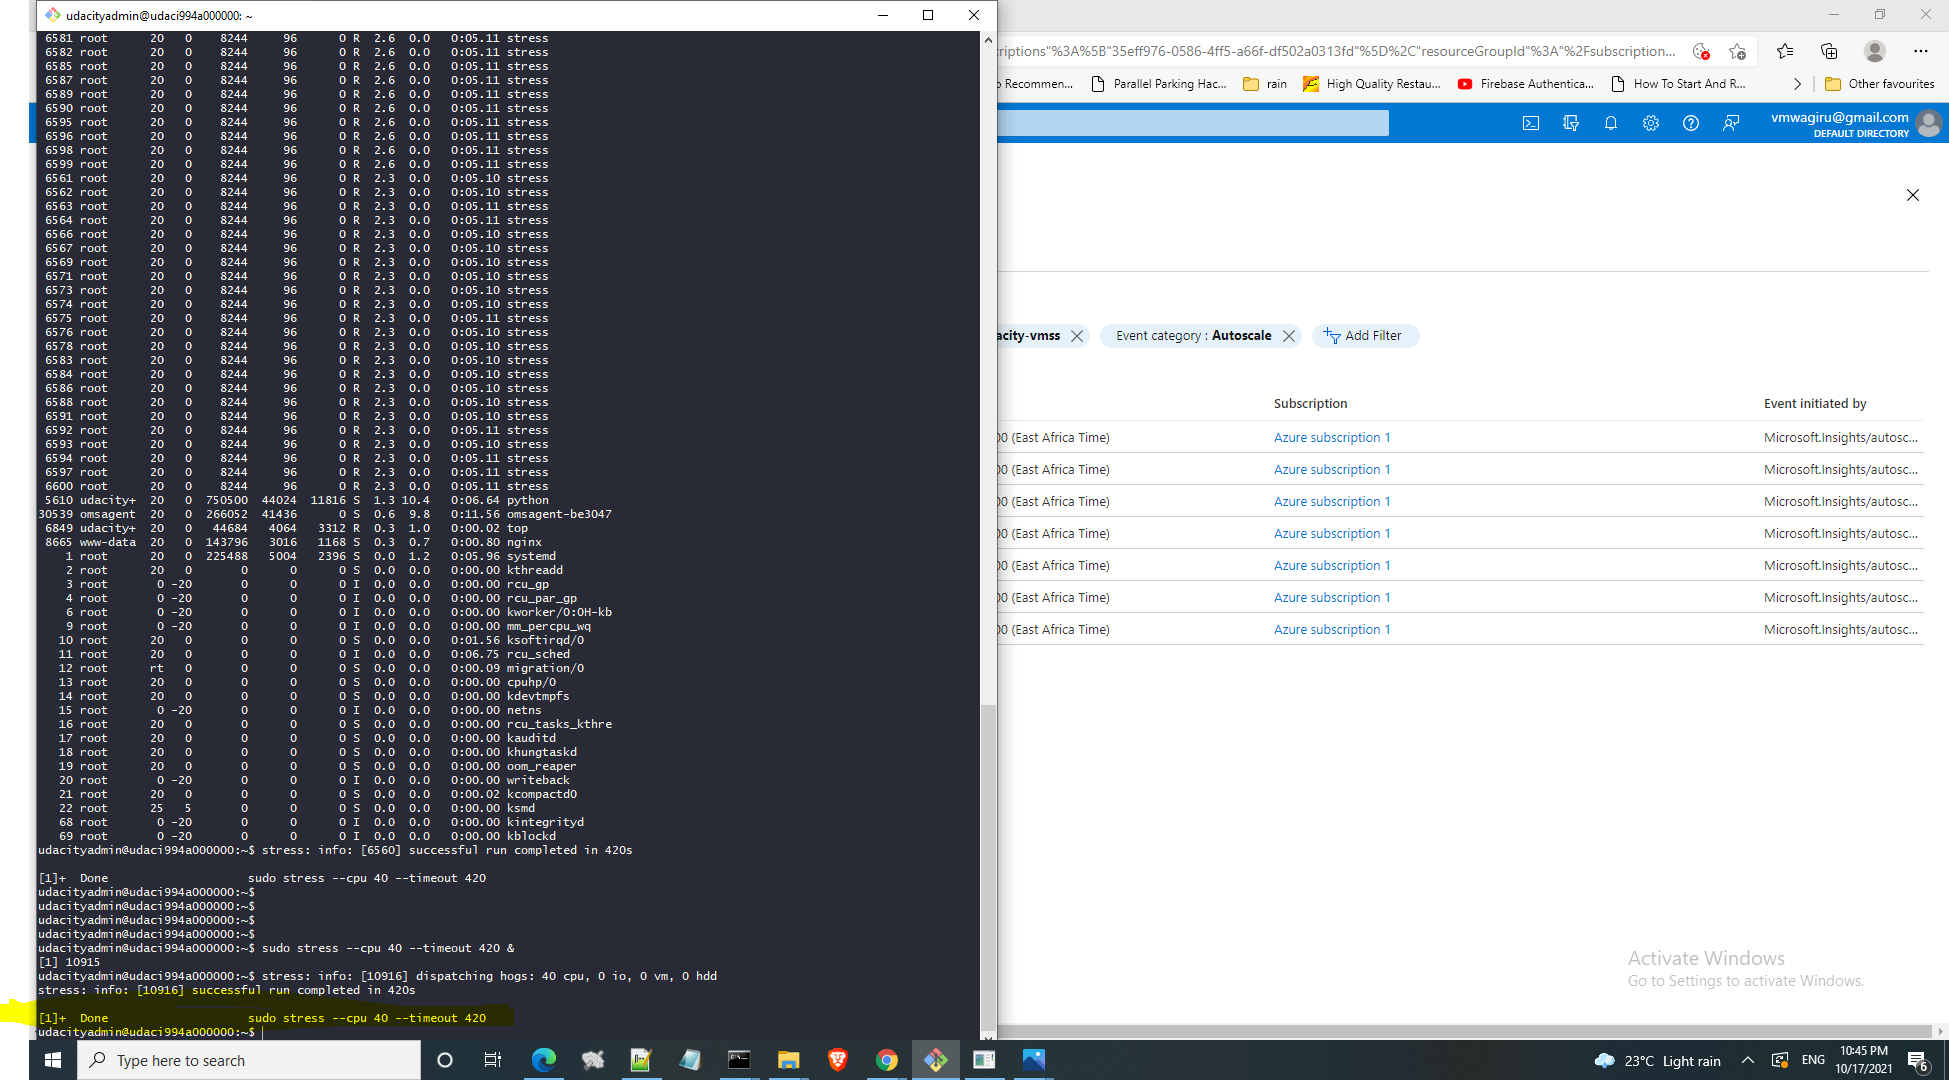 udacityadmin@udaci994a000000: ~
6581 root 20 0 8244 96 0 R 2.6 0.0 0:05.11 stress
6582 root 20 0 8244 96 0 R 2.6 0.0 0:05.11 stress
6585 root 20 0 8244 96 0 R 2.6 0.0 0:05.11 stress
6587 root 20 0 8244 96 0 R 2.6 0.0 0:05.11 stress
6589 root 20 0 8244 96 0 R 2.6 0.0 0:05.11 stress
6590 root 20 0 8244 96 0 R 2.6 0.0 0:05.11 stress
6595 root 20 0 8244 96 0 R 2.6 0.0 0:05.11 stress
6596 root 20 0 8244 96 0 R 2.6 0.0 0:05.11 stress
6598 root 20 0 8244 96 0 R 2.6 0.0 0:05.11 stress
6599 root 20 0 8244 96 0 R 2.6 0.0 0:05.11 stress
6561 root 20 0 8244 96 0 R 2.3 0.0 0:05.10 stress
6562 root 20 0 8244 96 0 R 2.3 0.0 0:05.10 stress
6563 root 20 0 8244 96 0 R 2.3 0.0 0:05.10 stress
6564 root 20 0 8244 96 0 R 2.3 0.0 0:05.11 stress
6566 root 20 0 8244 96 0 R 2.3 0.0 0:05.10 stress
6567 root 20 0 8244 96 0 R 2.3 0.0 0:05.10 stress
6569 root 20 0 8244 96 0 R 2.3 0.0 0:05.10 stress
6571 root 20 0 8244 96 0 R 2.3 0.0 0:05.10 stress
6573 root 20 0 8244 96 0 R 2.3 0.0 0:05.10 stress
6574 root 20 0 8244 96 0 R 2.3 0.0 0:05.10 stress
6575 root 20 0 8244 96 0 R 2.3 0.0 0:05.11 stress
6576 root 20 0 8244 96 0 R 2.3 0.0 0:05.10 stress
6578 root 20 0 8244 96 0 R 2.3 0.0 0:05.10 stress
6583 root 20 0 8244 96 0 R 2.3 0.0 0:05.10 stress
6584 root 20 0 8244 96 0 R 2.3 0.0 0:05.10 stress
6586 root 20 0 8244 96 0 R 2.3 0.0 0:05.10 stress
6588 root 20 0 8244 96 0 R 2.3 0.0 0:05.10 stress
6591 root 20 0 8244 96 0 R 2.3 0.0 0:05.10 stress
6592 root 20 0 8244 96 0 R 2.3 0.0 0:05.11 stress
6593 root 20 0 8244 96 0 R 2.3 0.0 0:05.10 stress
6594 root 20 0 8244 96 0 R 2.3 0.0 0:05.11 stress
6597 root 20 0 8244 96 0 R 2.3 0.0 0:05.11 stress
6600 root 20 0 8244 96 0 R 2.3 0.0 0:05.11 stress
5610 udacity+ 20 0 750500 44024 11816 S 1.3 10.4 0:06.64 python
30539 omsagent 20 0 266052 41436 0 S 0.6 9.8 0:11.56 omsagent-be3047
6849 udacity+ 20 0 44684 4064 3312 R 0.3 1.0 0:00.02 top
8665 www-data 20 0 143796 3016 1168 S 0.3 0.7 0:00.80 nginx
1 root 20 0 225488 5004 2396 S 0.0 1.2 0:05.96 systemd
2 root 20 0 0 0 0 S 0.0 0.0 0:00.00 kthreadd
3 root 0 -20 0 0 0 I 0.0 0.0 0:00.00 rcu_gp
4 root 0 -20 0 0 0 I 0.0 0.0 0:00.00 rcu_par_gp
6 root 0 -20 0 0 0 I 0.0 0.0 0:00.00 kworker/0:0H-kb
9 root 0 -20 0 0 0 I 0.0 0.0 0:00.00 mm_percpu_wq
10 root 20 0 0 0 0 S 0.0 0.0 0:01.56 ksoftirqd/0
11 root 20 0 0 0 0 I 0.0 0.0 0:06.75 rcu_sched
12 root rt 0 0 0 0 S 0.0 0.0 0:00.09 migration/0
13 root 20 0 0 0 0 S 0.0 0.0 0:00.00 cpuhp/0
14 root 20 0 0 0 0 S 0.0 0.0 0:00.00 kdevtmpfs
15 root 0 -20 0 0 0 I 0.0 0.0 0:00.00 netns
16 root 20 0 0 0 0 S 0.0 0.0 0:00.00 rcu_tasks_kthre
17 root 20 0 0 0 0 S 0.0 0.0 0:00.00 kauditd
18 root 20 0 0 0 0 S 0.0 0.0 0:00.00 khungtaskd
19 root 20 0 0 0 0 S 0.0 0.0 0:00.00 oom_reaper
20 root 0 -20 0 0 0 I 0.0 0.0 0:00.00 writeback
21 root 20 0 0 0 0 S 0.0 0.0 0:00.02 kcompactd0
22 root 25 5 0 0 0 S 0.0 0.0 0:00.00 ksmd
68 root 0 -20 0 0 0 I 0.0 0.0 0:00.00 kintegrityd
69 root 0 -20 0 0 0 I 0.0 0.0 0:00.00 kblockd
udacityadmin@udaci994a000000:~$ stress: info: [6560] successful run completed in 420s
[1]+ Done sudo stress --cpu 40 --timeout 420
udacityadmin@udaci994a000000:~$
udacityadmin@udaci994a000000:~$
udacityadmin@udaci994a000000:~$
udacityadmin@udaci994a000000:~$
udacityadmin@udaci994a000000:~$ sudo stress --cpu 40 --timeout 420 &
[1] 10915
udacityadmin@udaci994a000000:~$ stress: info: [10916] dispatching hogs: 40 cpu, 0 io, 0 vm, 0 hdd
stress: info: [10916] successful run completed in 420s
[1]+ Done sudo stress --cpu 40 --timeout 420
udacityadmin@udaci994a000000:~$
criptions"%3A%5B"35eff976-0586-4ff5-a66f-df502a0313fd"%5D%2C"resourceGroupId"%3A"%2Fsubscription...
o Recommen... Parallel Parking Hac... rain High Quality Restau... Firebase Authentica... How To Start And R... Other favourites
vmwagiru@gmail.com
DEFAULT DIRECTORY
acity-vmss Event category : Autoscale Add Filter
Subscription Event initiated by
00 (East Africa Time) Azure subscription 1 Microsoft.Insights/autosc...
00 (East Africa Time) Azure subscription 1 Microsoft.Insights/autosc...
00 (East Africa Time) Azure subscription 1 Microsoft.Insights/autosc...
00 (East Africa Time) Azure subscription 1 Microsoft.Insights/autosc...
00 (East Africa Time) Azure subscription 1 Microsoft.Insights/autosc...
00 (East Africa Time) Azure subscription 1 Microsoft.Insights/autosc...
00 (East Africa Time) Azure subscription 1 Microsoft.Insights/autosc...
Activate Windows
Go to Settings to activate Windows.
Type here to search
23°C Light rain ENG
10:45 PM
10/17/2021
6